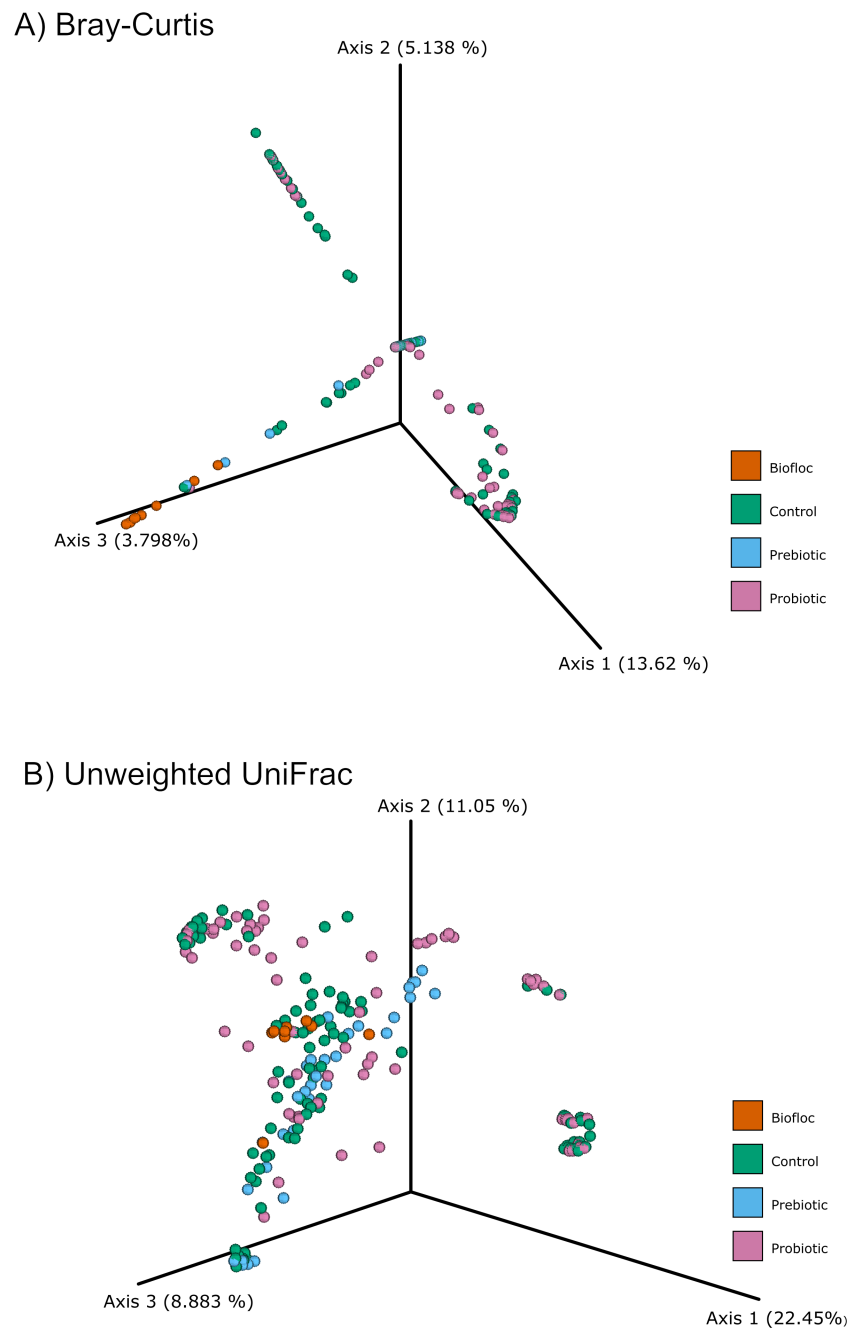 A) Bray-Curtis
Axis 2 (5.138 %)
Biofloc
Control
Axis 3 (3.798%)
Prebiotic
Probiotic
Axis 1 (13.62 %)
B) Unweighted UniFrac
Axis 2 (11.05 %)
Biofloc
Control
Prebiotic
Probiotic
Axis 3 (8.883 %)
Axis 1 (22.45%)